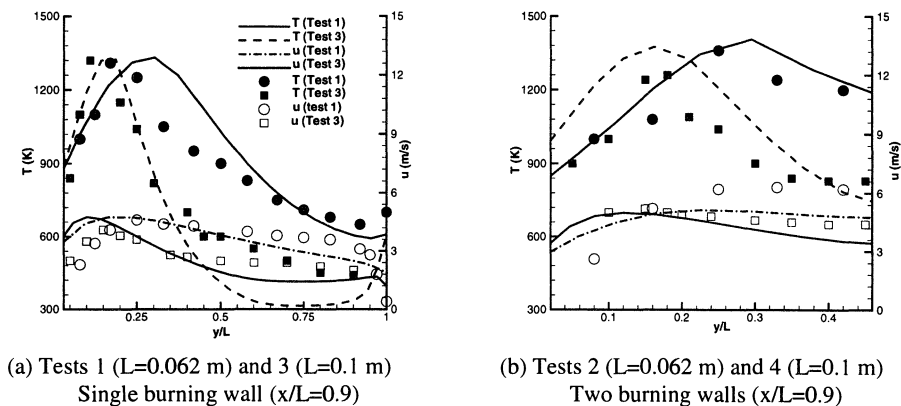 1500
1200
900
600
300
T (K)
15
12
9
6
3
0
u (m/s)
0.25
0.5
0.75
1
y/L
T (Test 1)
T (Test 3)
u (Test 1)
u (Test 3)
T (Test 1)
T (Test 3)
u (test 1)
u (Test 3)
1500
1200
900
600
300
T (K)
15
12
9
6
3
0
u (m/s)
0.1
0.2
0.3
0.4
y/L
(a) Tests 1 (L=0.062 m) and 3 (L=0.1 m)
Single burning wall (x/L=0.9)
(b) Tests 2 (L=0.062 m) and 4 (L=0.1 m)
Two burning walls (x/L=0.9)